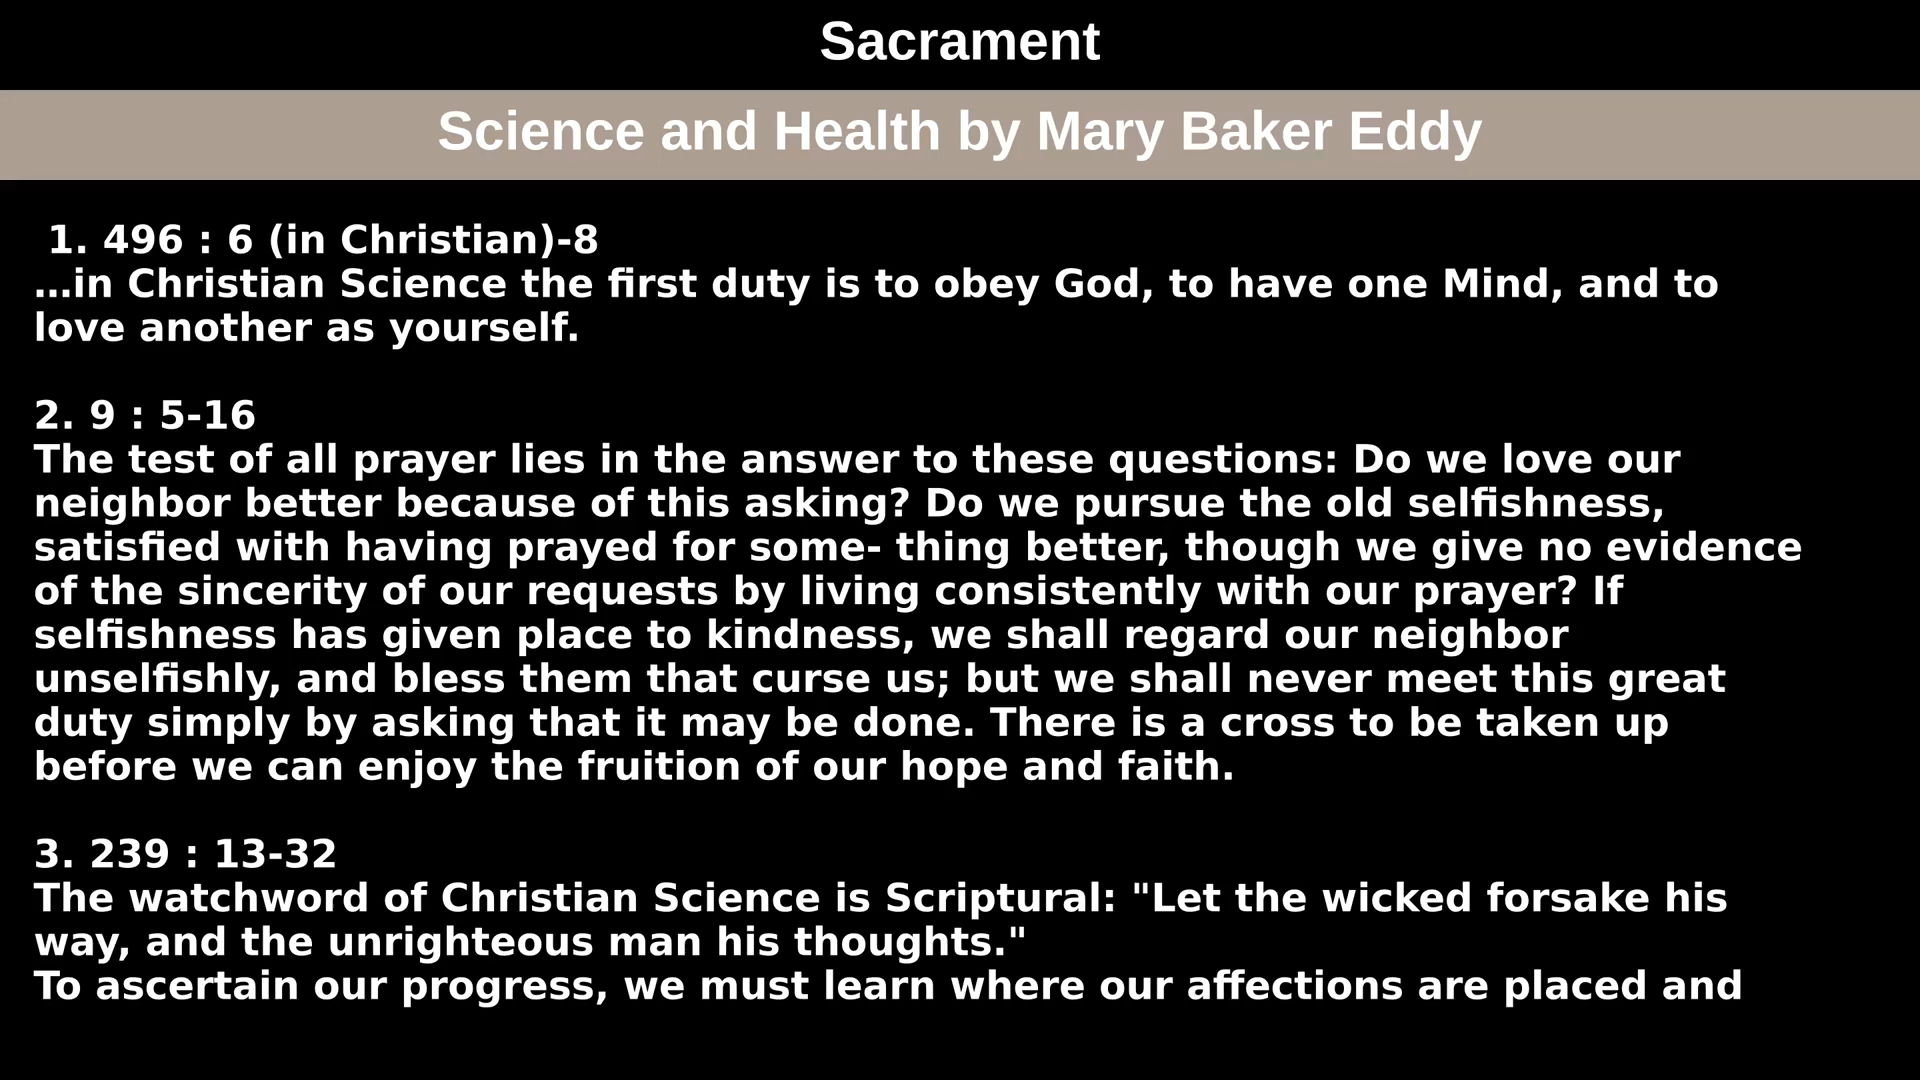 Sacrament
Science and Health by Mary Baker Eddy
1. 496 : 6 (in Christian)-8
…in Christian Science the first duty is to obey God, to have one Mind, and to
love another as yourself.
2. 9 : 5-16
The test of all prayer lies in the answer to these questions: Do we love our
neighbor better because of this asking? Do we pursue the old selfishness,
satisfied with having prayed for some- thing better, though we give no evidence
of the sincerity of our requests by living consistently with our prayer? If
selfishness has given place to kindness, we shall regard our neighbor
unselfishly, and bless them that curse us; but we shall never meet this great
duty simply by asking that it may be done. There is a cross to be taken up
before we can enjoy the fruition of our hope and faith.
3. 239 : 13-32
The watchword of Christian Science is Scriptural: "Let the wicked forsake his
way, and the unrighteous man his thoughts."
To ascertain our progress, we must learn where our affections are placed and